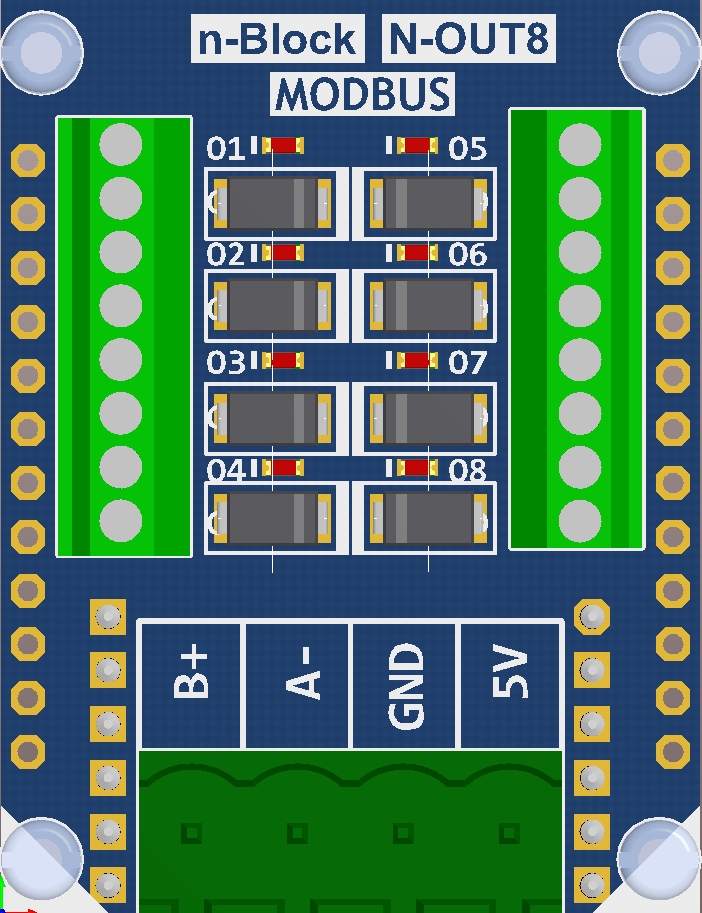 n-Block N-OUT8
MODBUS
01 05
02 06
03 07
04 08
B+ A- GND 5V